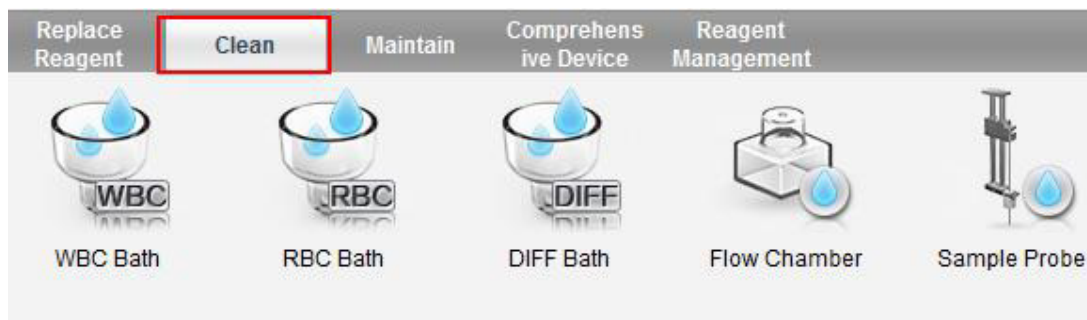 Replace
Reagent
Clean
Maintain
Comprehens
ive Device
Reagent
Management
WBC
RBC
DIFF
WBC Bath
RBC Bath
DIFF Bath
Flow Chamber
Sample Probe